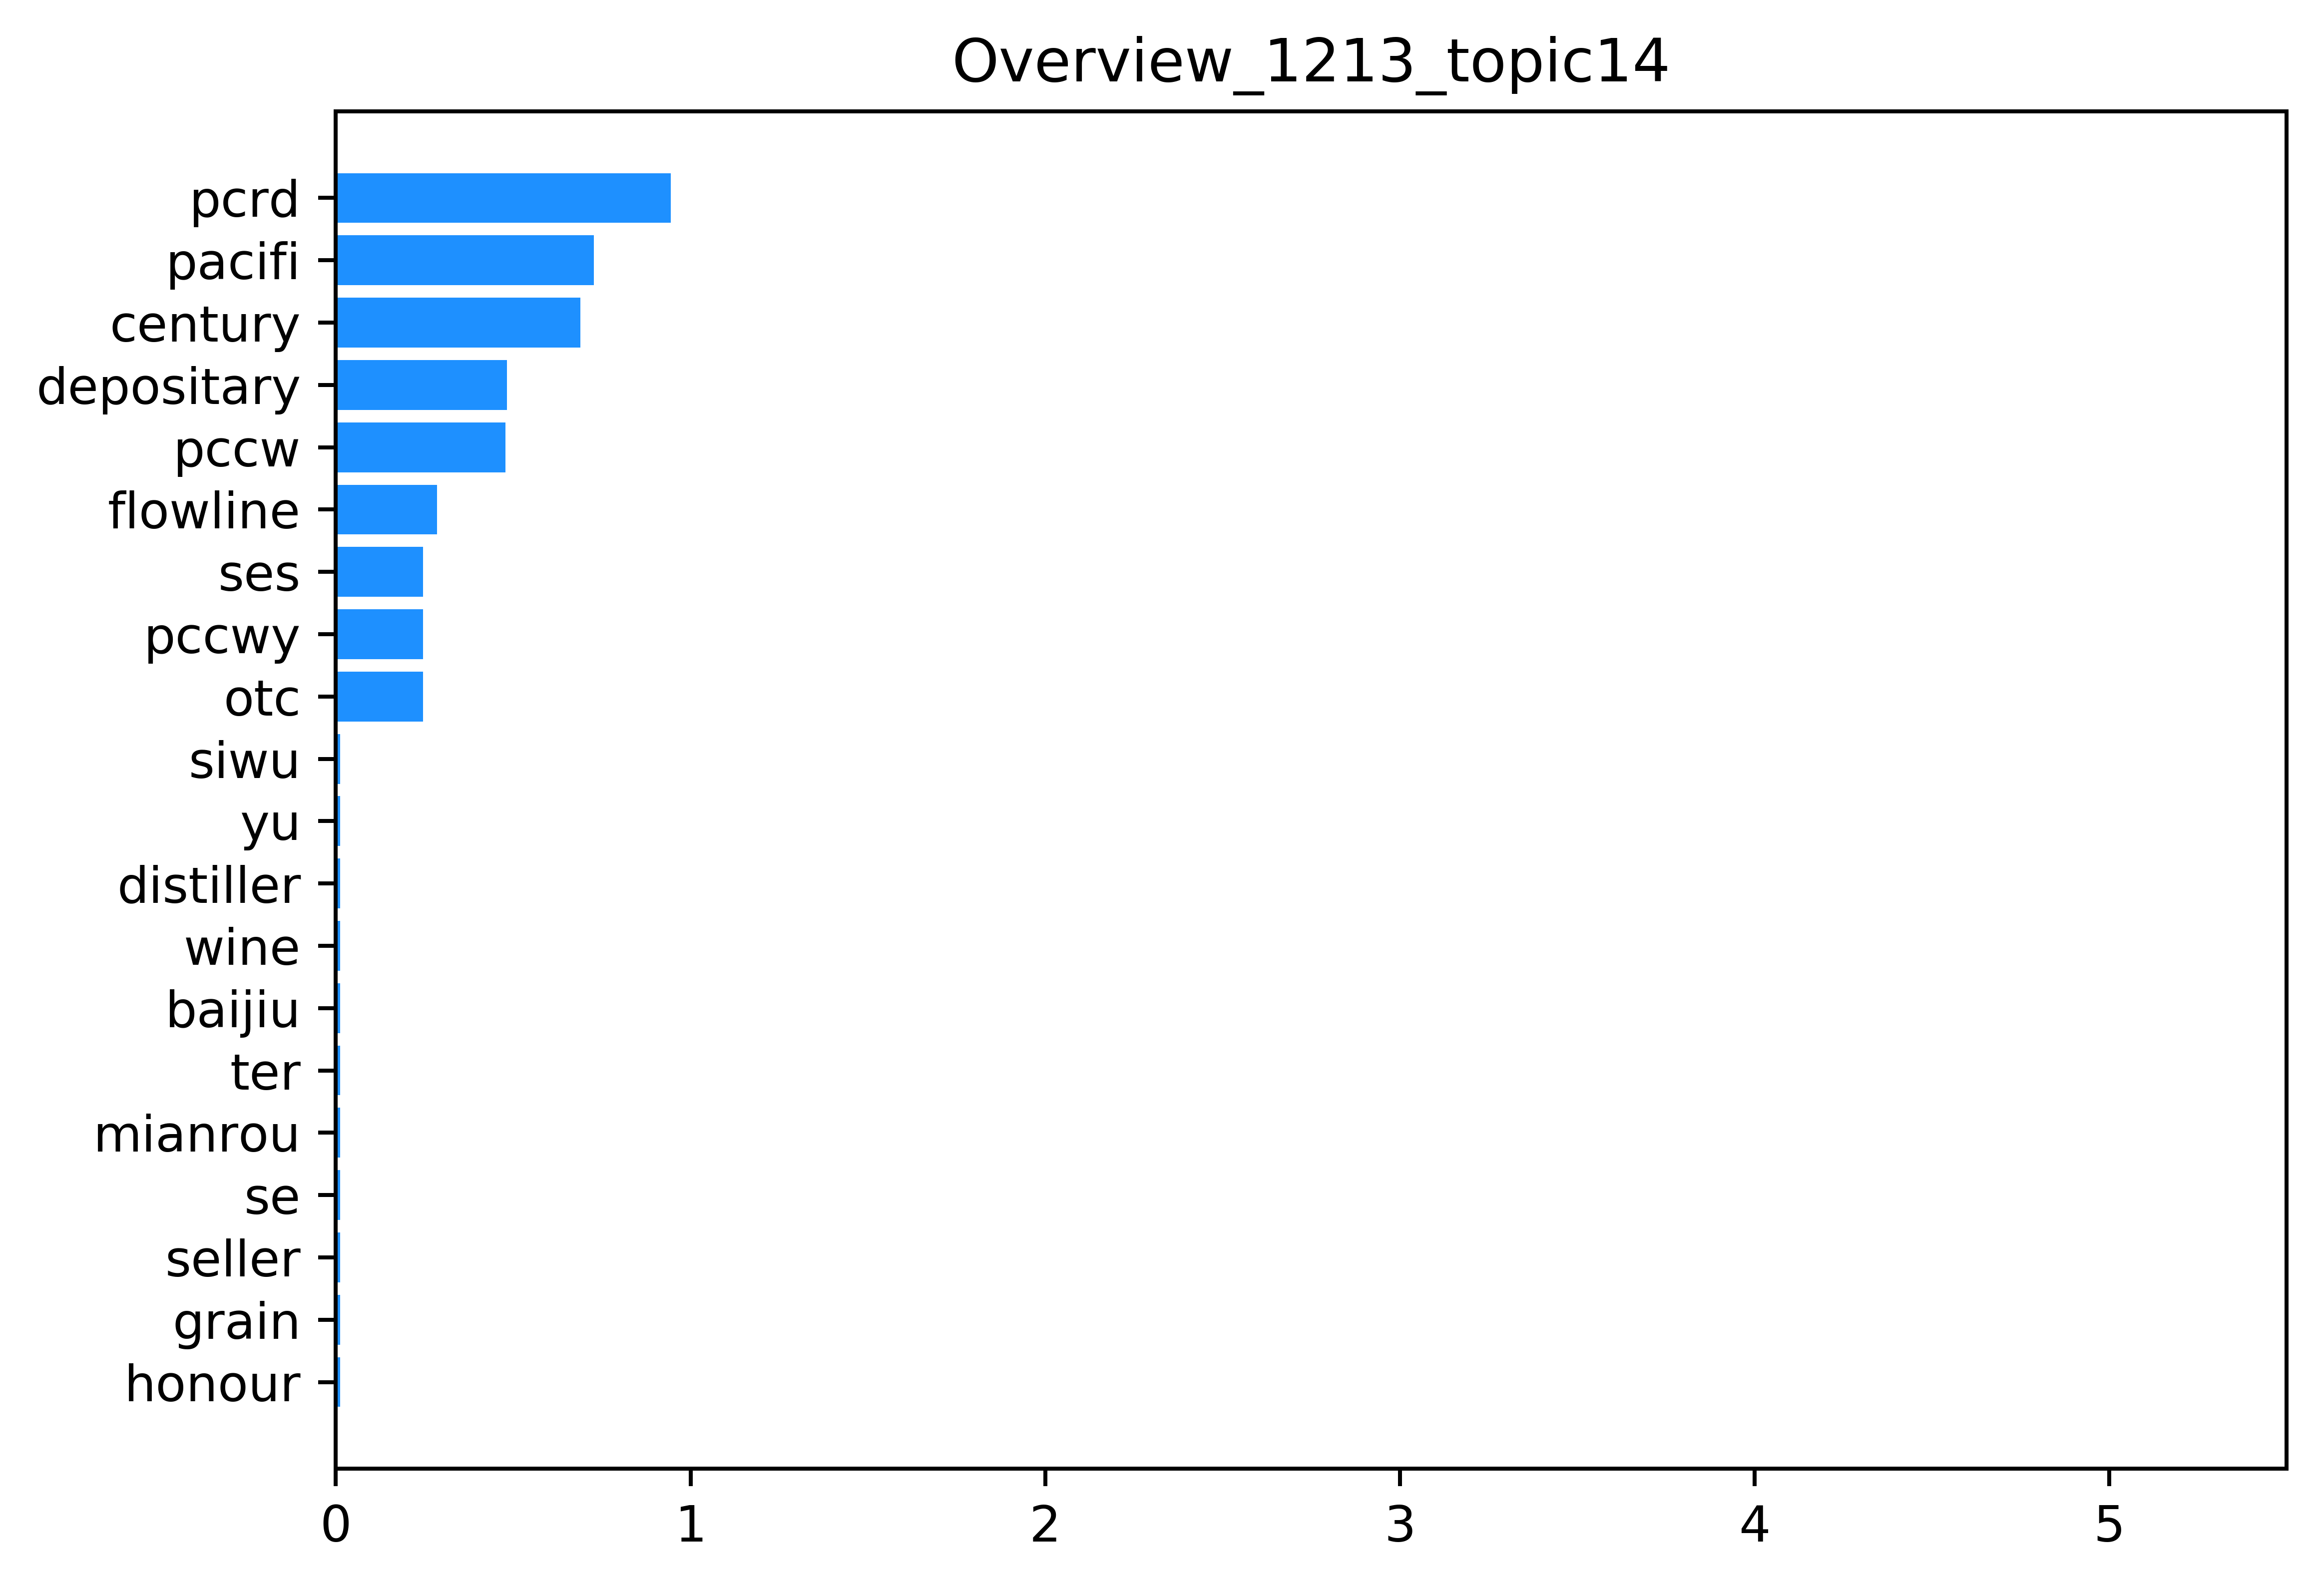 Overview_1213_topic14
pcrd
pacifi
century
depositary
pccw
flowline
ses
pccwy
otc
siwu
yu
distiller
wine
baijiu
ter
mianrou
se
seller
grain
honour
0 1 2 3 4 5